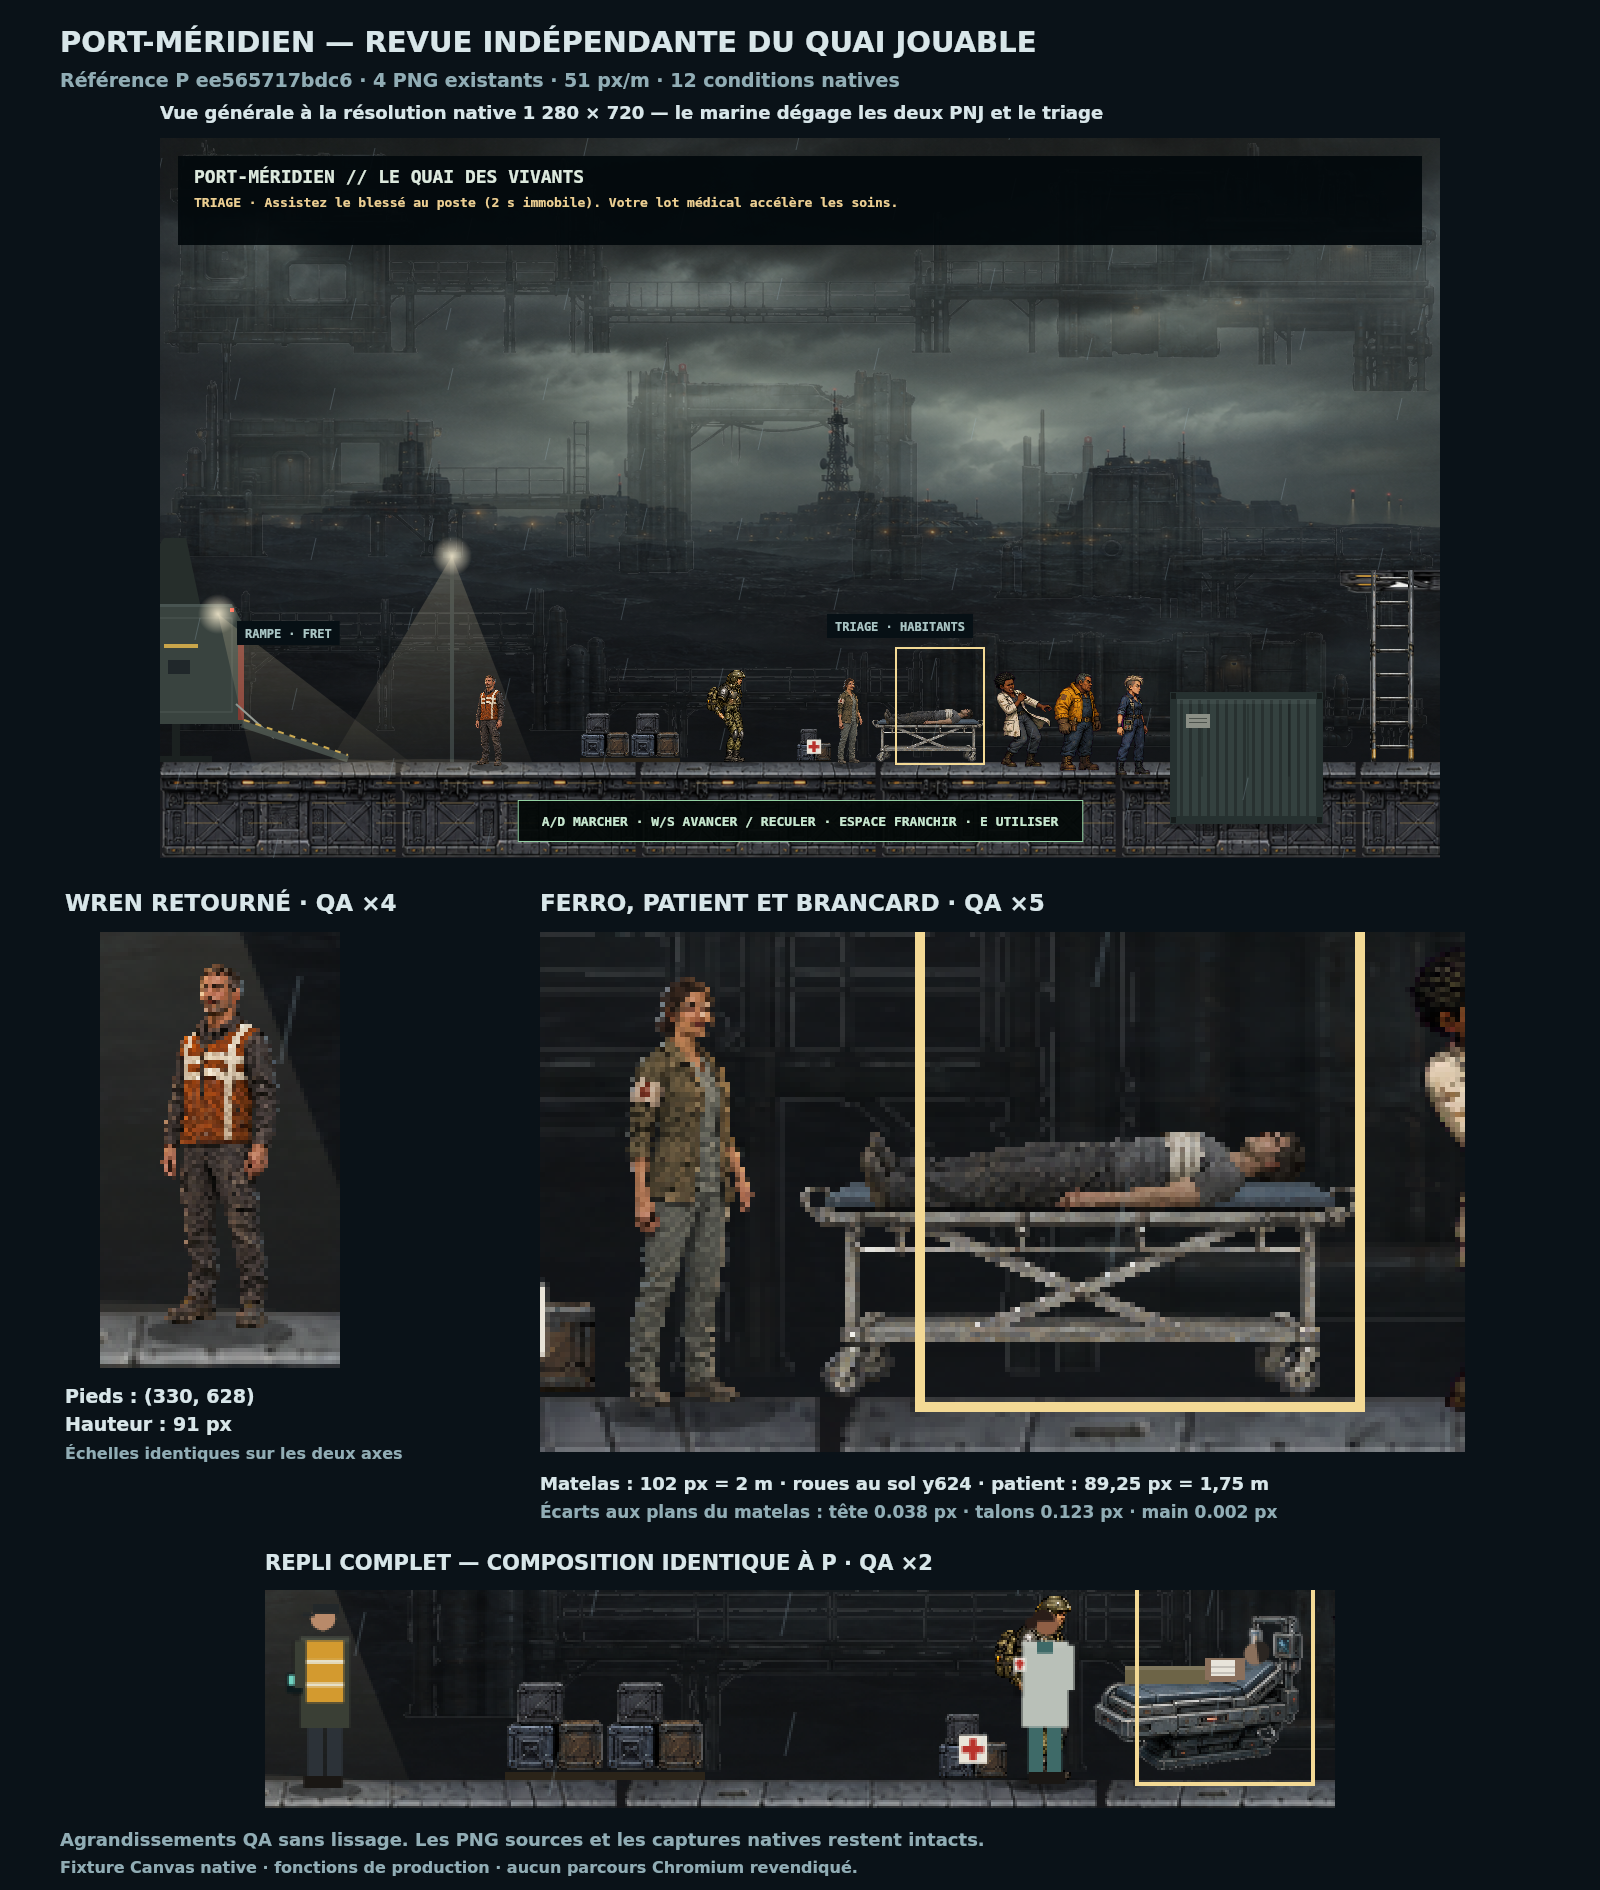 PORT-MÉRIDIEN — REVUE INDÉPENDANTE DU QUAI JOUABLE
Référence P ee565717bdc6 · 4 PNG existants · 51 px/m · 12 conditions natives
Vue générale à la résolution native 1 280 × 720 — le marine dégage les deux PNJ et le triage
PORT-MÉRIDIEN // LE QUAI DES VIVANTS
TRIAGE · Assistez le blessé au poste (2 s immobile). Votre lot médical accélère les soins.
RAMPE · FRET
TRIAGE · HABITANTS
A/D MARCHER · W/S AVANCER / RECULER · ESPACE FRANCHIR · E UTILISER
WREN RETOURNÉ · QA ×4
Pieds : (330, 628)
Hauteur : 91 px
Échelles identiques sur les deux axes
FERRO, PATIENT ET BRANCARD · QA ×5
Matelas : 102 px = 2 m · roues au sol y624 · patient : 89,25 px = 1,75 m
Écarts aux plans du matelas : tête 0.038 px · talons 0.123 px · main 0.002 px
REPLI COMPLET — COMPOSITION IDENTIQUE À P · QA ×2
Agrandissements QA sans lissage. Les PNG sources et les captures natives restent intacts.
Fixture Canvas native · fonctions de production · aucun parcours Chromium revendiqué.